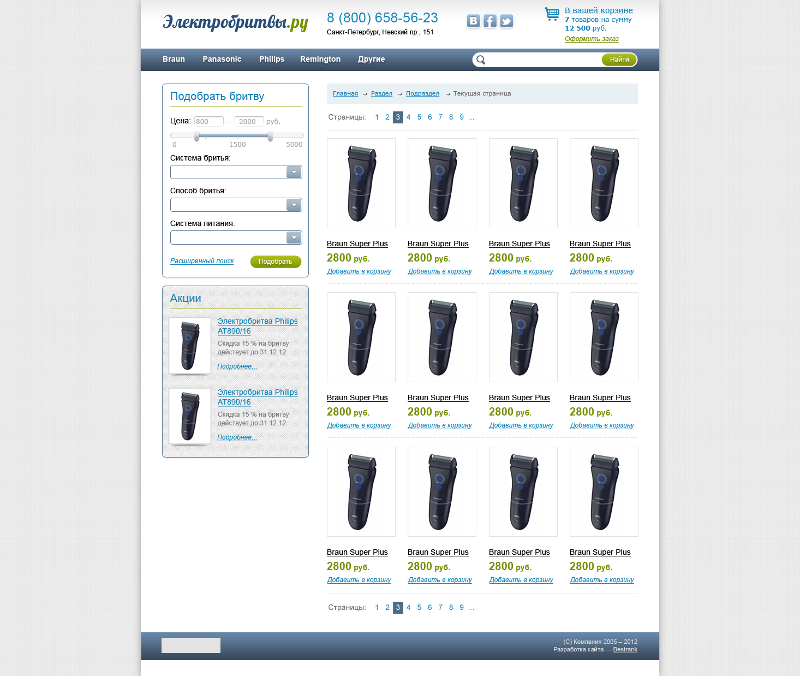 Электробритвы.ру
8 (800) 658-56-23
Санкт-Петербург, Невский пр., 151
В вашей корзине
7 товаров на сумму
12 500 руб.
Оформить заказ
Braun Panasonic Philips Remington Другие
Найти
Подобрать бритву
Цена: 800 — 2000 руб.
0 1500 5000
Система бритья:
Способ бритья:
Система питания:
Расширенный поиск Подобрать
Акции
Электробритва Philips
AT890/16
Скидка 15 % на бритву
действует до 31.12.12
Подробнее...
Электробритва Philips
AT890/16
Скидка 15 % на бритву
действует до 31.12.12
Подробнее...
Главная → Раздел → Подраздел → Текущая страница
Страницы: 1 2 3 4 5 6 7 8 9 ...
Braun Super Plus Braun Super Plus Braun Super Plus Braun Super Plus
2800 руб. 2800 руб. 2800 руб. 2800 руб.
Добавить в корзину Добавить в корзину Добавить в корзину Добавить в корзину
Braun Super Plus Braun Super Plus Braun Super Plus Braun Super Plus
2800 руб. 2800 руб. 2800 руб. 2800 руб.
Добавить в корзину Добавить в корзину Добавить в корзину Добавить в корзину
Braun Super Plus Braun Super Plus Braun Super Plus Braun Super Plus
2800 руб. 2800 руб. 2800 руб. 2800 руб.
Добавить в корзину Добавить в корзину Добавить в корзину Добавить в корзину
Страницы: 1 2 3 4 5 6 7 8 9 ...
(C) Компания 2005 – 2012
Разработка сайта — Bestrank